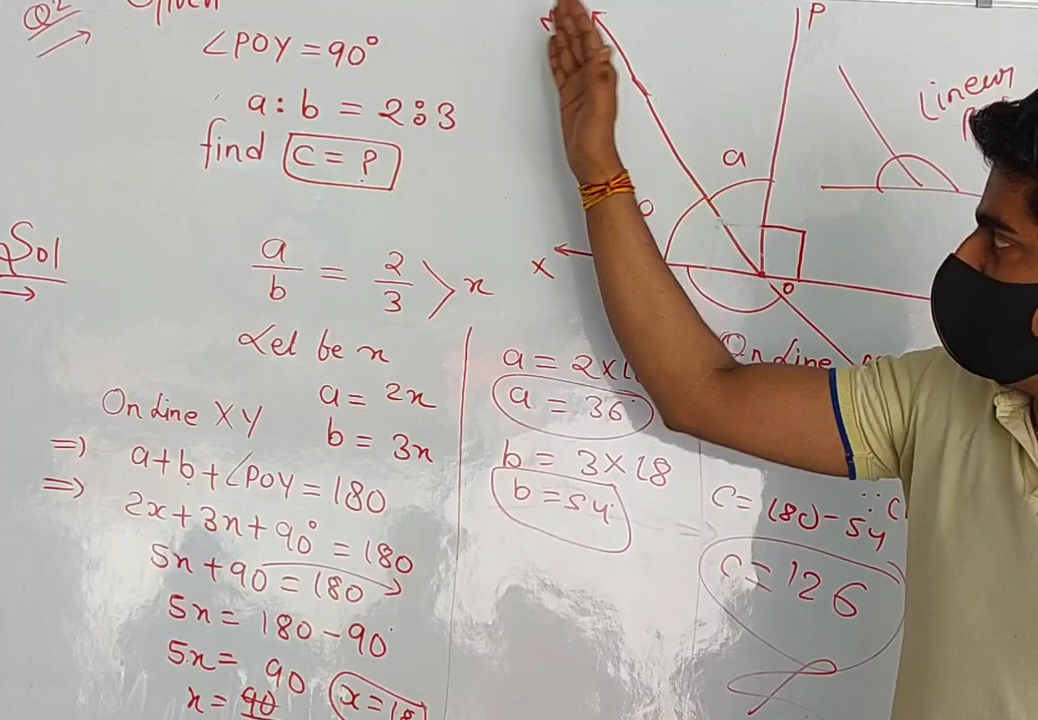 Q2 Given
∠POY = 90°
a : b = 2 : 3
find C = ?
Sol
a/b = 2/3 > x
Let be x
a = 2x
On Line XY
b = 3x
=> a+b+∠POY = 180
=> 2x+3x+90° = 180
5x+90 = 180
5x = 180-90
5x = 90
x = 90
x = 18
a = 36
b = 3×18
b = 54
On Line
C = 180-54
C = 126
P
a
X
O
Linear